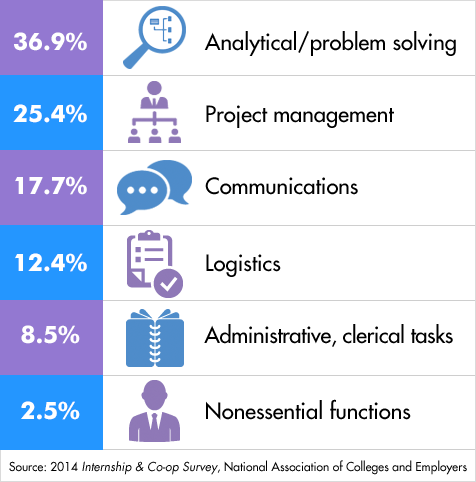 36.9% Analytical/problem solving
25.4% Project management
17.7% Communications
12.4% Logistics
8.5% Administrative, clerical tasks
2.5% Nonessential functions
Source: 2014 Internship & Co-op Survey, National Association of Colleges and Employers